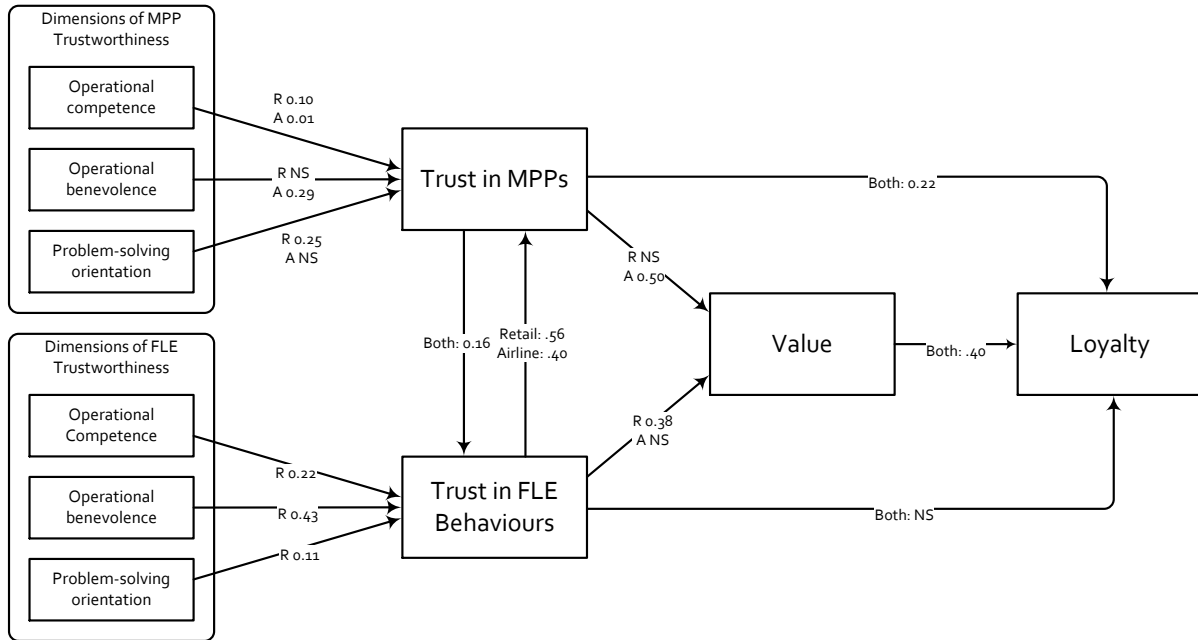 Dimensions of MPP
Trustworthiness
Operational
competence
Operational
benevolence
Problem-solving
orientation
R 0.10
A 0.01
R NS
A 0.29
R 0.25
A NS
Trust in MPPs
Both: 0.22
R NS
A 0.50
Both: 0.16
Retail: .56
Airline: .40
Value
Both: .40
Loyalty
Dimensions of FLE
Trustworthiness
Operational
Competence
Operational
benevolence
Problem-solving
orientation
R 0.22
R 0.43
R 0.11
Trust in FLE
Behaviours
R 0.38
A NS
Both: NS